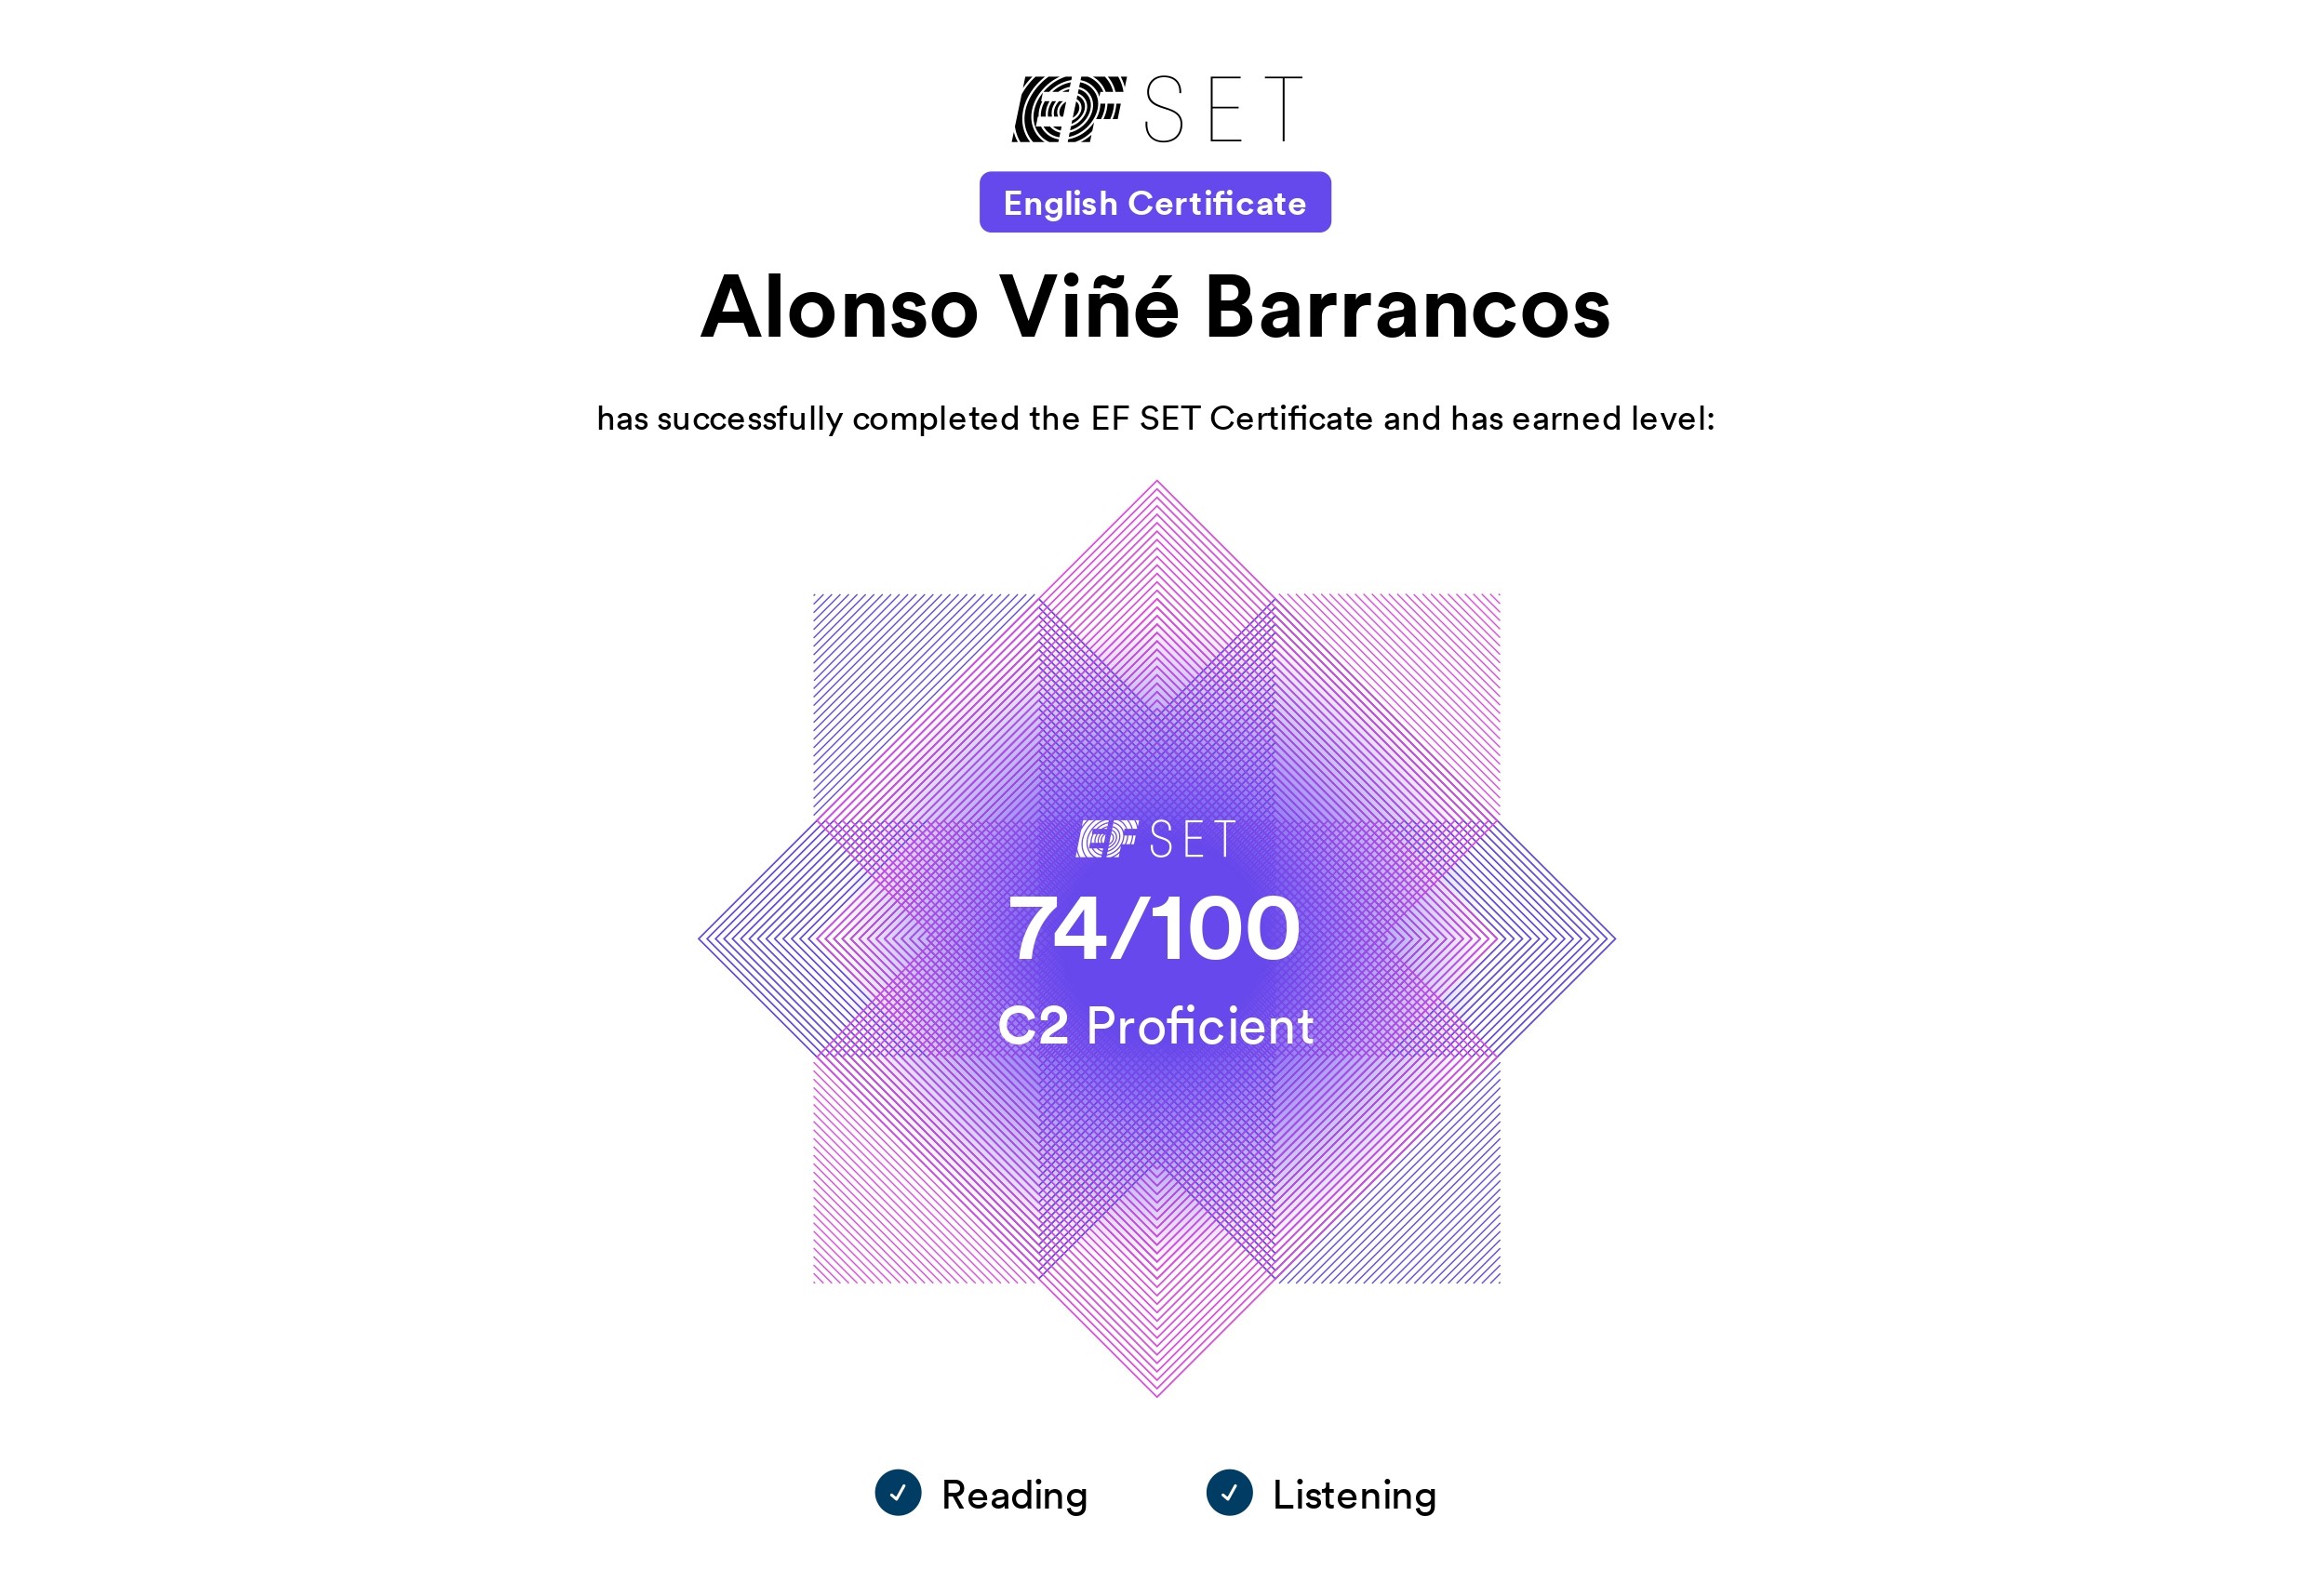 EF SET
English Certificate
Alonso Viñé Barrancos
has successfully completed the EF SET Certificate and has earned level:
EF SET
74/100
C2 Proficient
Reading Listening